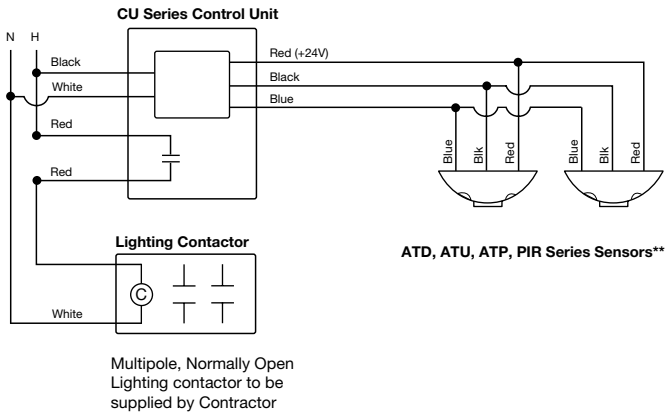 CU Series Control Unit
N H
Black
White
Red
Red
Red (+24V)
Black
Blue
Blue
Blk
Red
Blue
Blk
Red
ATD, ATU, ATP, PIR Series Sensors**
Lighting Contactor
C
White
Multipole, Normally Open
Lighting contactor to be
supplied by Contractor